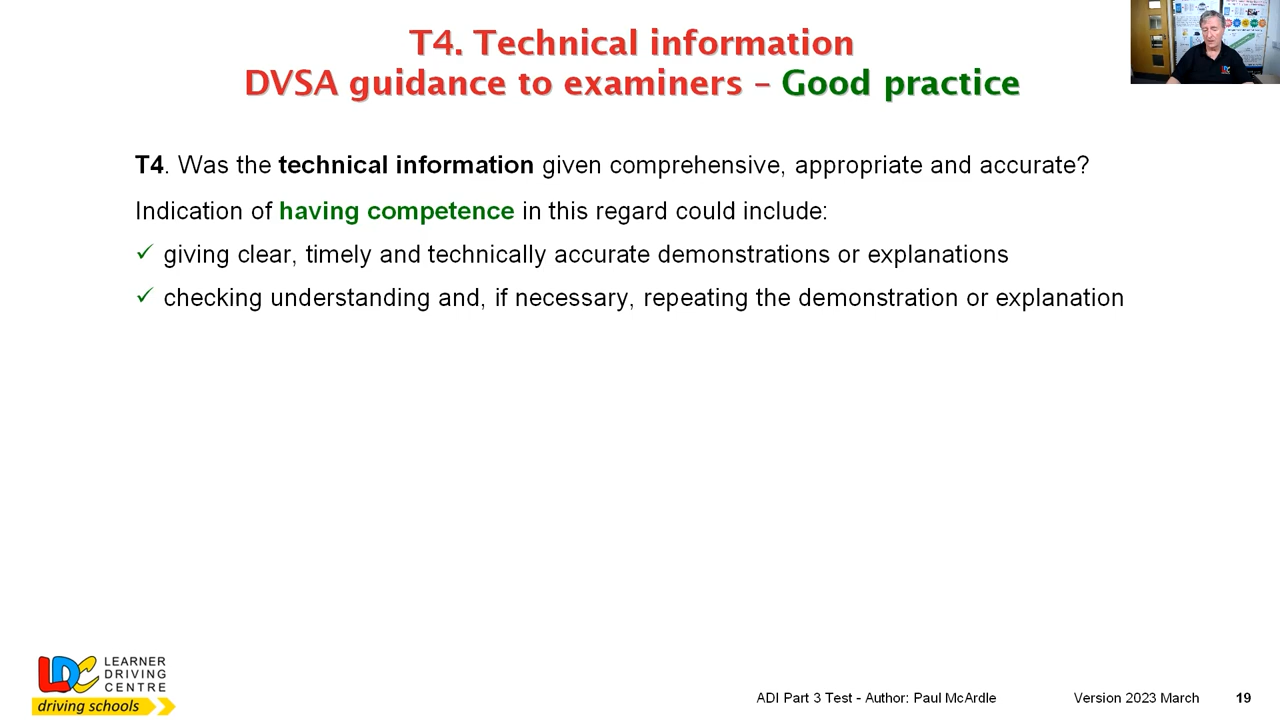 T4. Technical information
DVSA guidance to examiners – Good practice
T4. Was the technical information given comprehensive, appropriate and accurate?
Indication of having competence in this regard could include:
✓ giving clear, timely and technically accurate demonstrations or explanations
✓ checking understanding and, if necessary, repeating the demonstration or explanation
LDC LEARNER
DRIVING
CENTRE
driving schools
ADI Part 3 Test - Author: Paul McArdle Version 2023 March 19